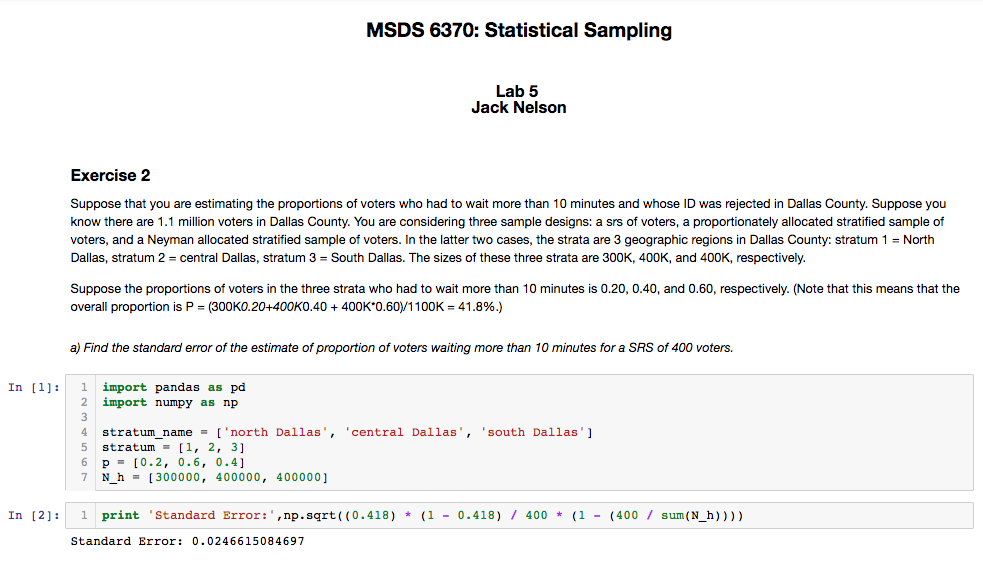 MSDS 6370: Statistical Sampling
Lab 5
Jack Nelson
Exercise 2
Suppose that you are estimating the proportions of voters who had to wait more than 10 minutes and whose ID was rejected in Dallas County. Suppose you
know there are 1.1 million voters in Dallas County. You are considering three sample designs: a srs of voters, a proportionately allocated stratified sample of
voters, and a Neyman allocated stratified sample of voters. In the latter two cases, the strata are 3 geographic regions in Dallas County: stratum 1 = North
Dallas, stratum 2 = central Dallas, stratum 3 = South Dallas. The sizes of these three strata are 300K, 400K, and 400K, respectively.
Suppose the proportions of voters in the three strata who had to wait more than 10 minutes is 0.20, 0.40, and 0.60, respectively. (Note that this means that the
overall proportion is P = (300K0.20+400K0.40 + 400K*0.60)/1100K = 41.8%.)
a) Find the standard error of the estimate of proportion of voters waiting more than 10 minutes for a SRS of 400 voters.
In [1]: 1 import pandas as pd
2 import numpy as np
3
4 stratum_name = ['north Dallas', 'central Dallas', 'south Dallas']
5 stratum = [1, 2, 3]
6 p = [0.2, 0.6, 0.4]
7 N_h = [300000, 400000, 400000]
In [2]: 1 print 'Standard Error:',np.sqrt((0.418) * (1 - 0.418) / 400 * (1 - (400 / sum(N_h))))
Standard Error: 0.0246615084697